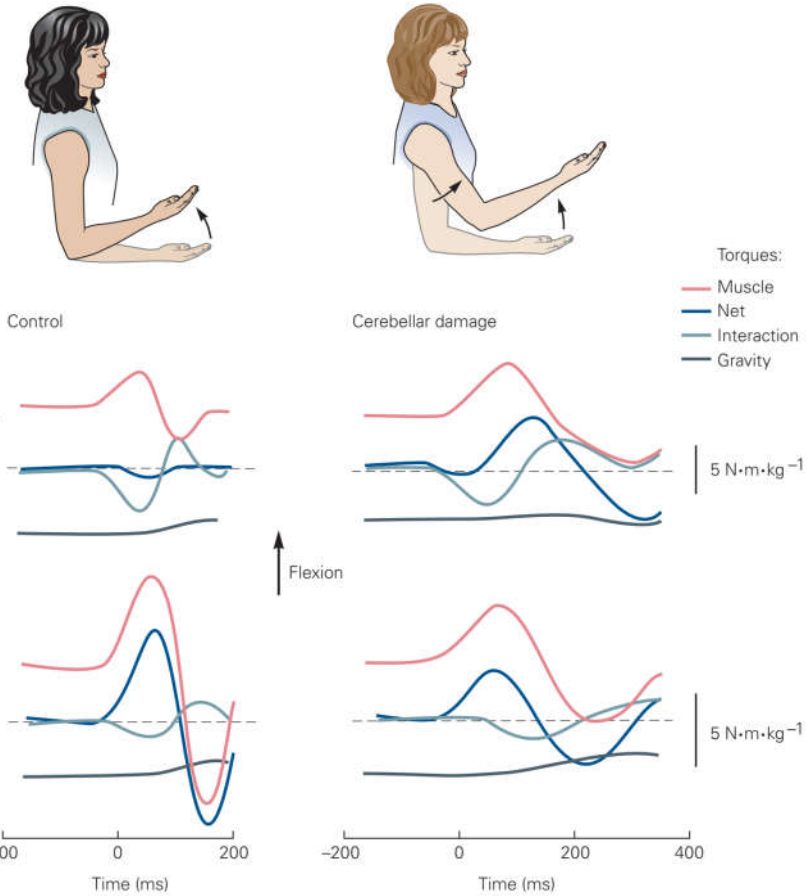 Torques:
Muscle
Net
Interaction
Gravity
Control
Cerebellar damage
5 N•m•kg⁻¹
Flexion
5 N•m•kg⁻¹
0 200
Time (ms)
–200 0 200 400
Time (ms)